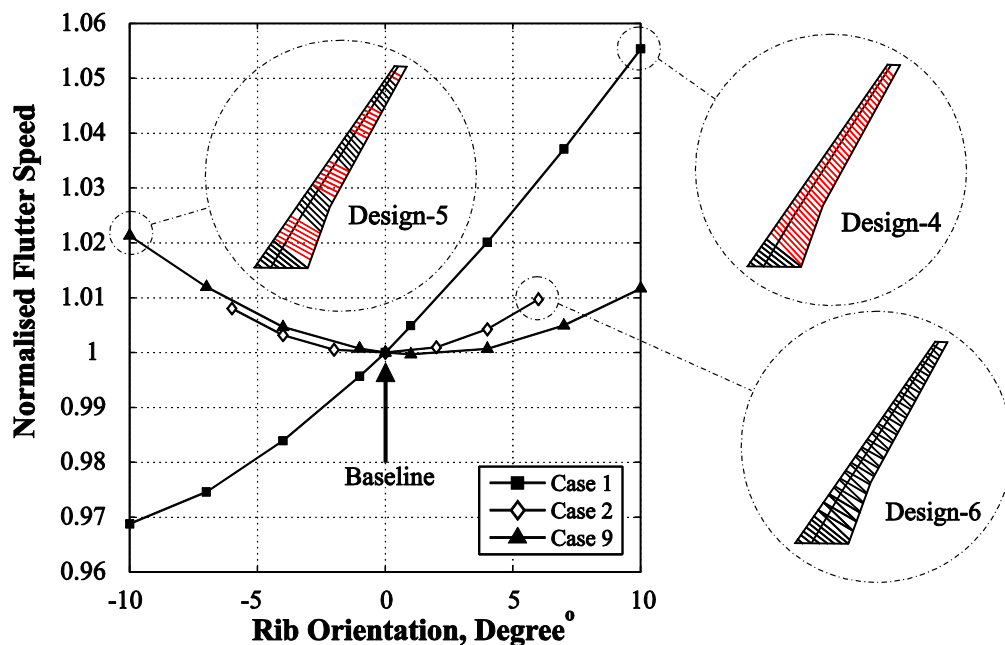 Normalised Flutter Speed
1.06
1.05
1.04
1.03
1.02
1.01
1
0.99
0.98
0.97
0.96
-10
-5
0
5
10
Rib Orientation, Degree°
Design-5
Design-4
Design-6
Baseline
Case 1
Case 2
Case 9